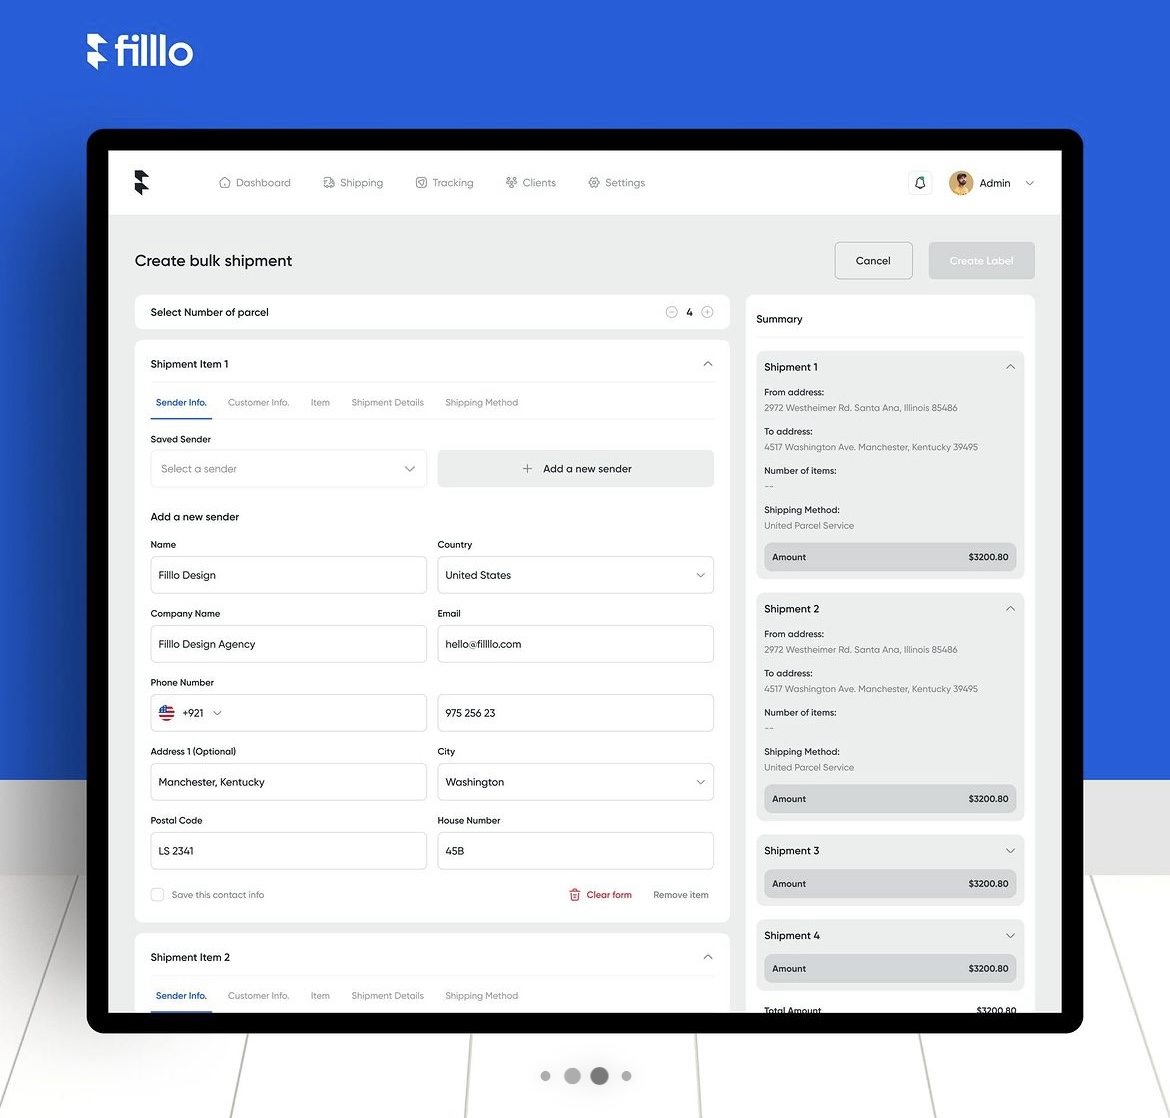 filllo
Dashboard
Shipping
Tracking
Clients
Settings
Admin
Create bulk shipment
Cancel
Create Label
Select Number of parcel
4
Shipment Item 1
Sender Info.
Customer Info.
Item
Shipment Details
Shipping Method
Saved Sender
Select a sender
Add a new sender
Add a new sender
Name
Country
Filllo Design
United States
Company Name
Email
Filllo Design Agency
hello@fillllo.com
Phone Number
+921
975 256 23
Address 1 (Optional)
City
Manchester, Kentucky
Washington
Postal Code
House Number
LS 2341
45B
Save this contact info
Clear form
Remove item
Shipment Item 2
Sender Info.
Customer Info.
Item
Shipment Details
Shipping Method
Summary
Shipment 1
From address:
2972 Westheimer Rd. Santa Ana, Illinois 85486
To address:
4517 Washington Ave. Manchester, Kentucky 39495
Number of items:
--
Shipping Method:
United Parcel Service
Amount
$3200.80
Shipment 2
From address:
2972 Westheimer Rd. Santa Ana, Illinois 85486
To address:
4517 Washington Ave. Manchester, Kentucky 39495
Number of items:
--
Shipping Method:
United Parcel Service
Amount
$3200.80
Shipment 3
Amount
$3200.80
Shipment 4
Amount
$3200.80
Total Amount
$3200.80